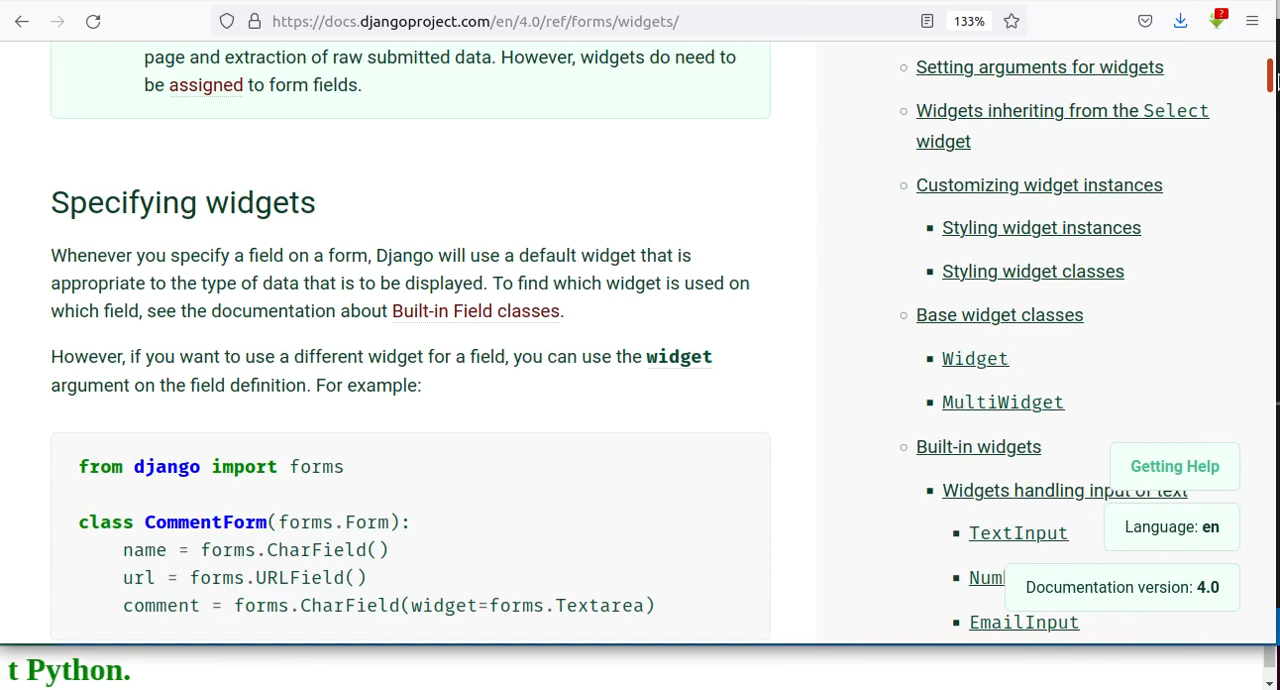 https://docs.djangoproject.com/en/4.0/ref/forms/widgets/
133%
?
page and extraction of raw submitted data. However, widgets do need to
be assigned to form fields.
Specifying widgets
Whenever you specify a field on a form, Django will use a default widget that is
appropriate to the type of data that is to be displayed. To find which widget is used on
which field, see the documentation about Built-in Field classes.
However, if you want to use a different widget for a field, you can use the widget
argument on the field definition. For example:
from django import forms
class CommentForm(forms.Form):
    name = forms.CharField()
    url = forms.URLField()
    comment = forms.CharField(widget=forms.Textarea)
Setting arguments for widgets
Widgets inheriting from the Select
widget
Customizing widget instances
Styling widget instances
Styling widget classes
Base widget classes
Widget
MultiWidget
Built-in widgets
Getting Help
Widgets handling input of text
Language: en
TextInput
Num
Documentation version: 4.0
EmailInput
t Python.